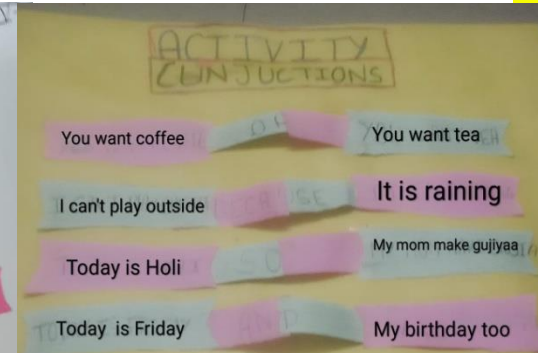 ACTIVITY
CONJUCTIONS
You want coffee OR You want tea
I can't play outside It is raining
Today is Holi SO My mom make gujiyaa
Today is Friday AND My birthday too